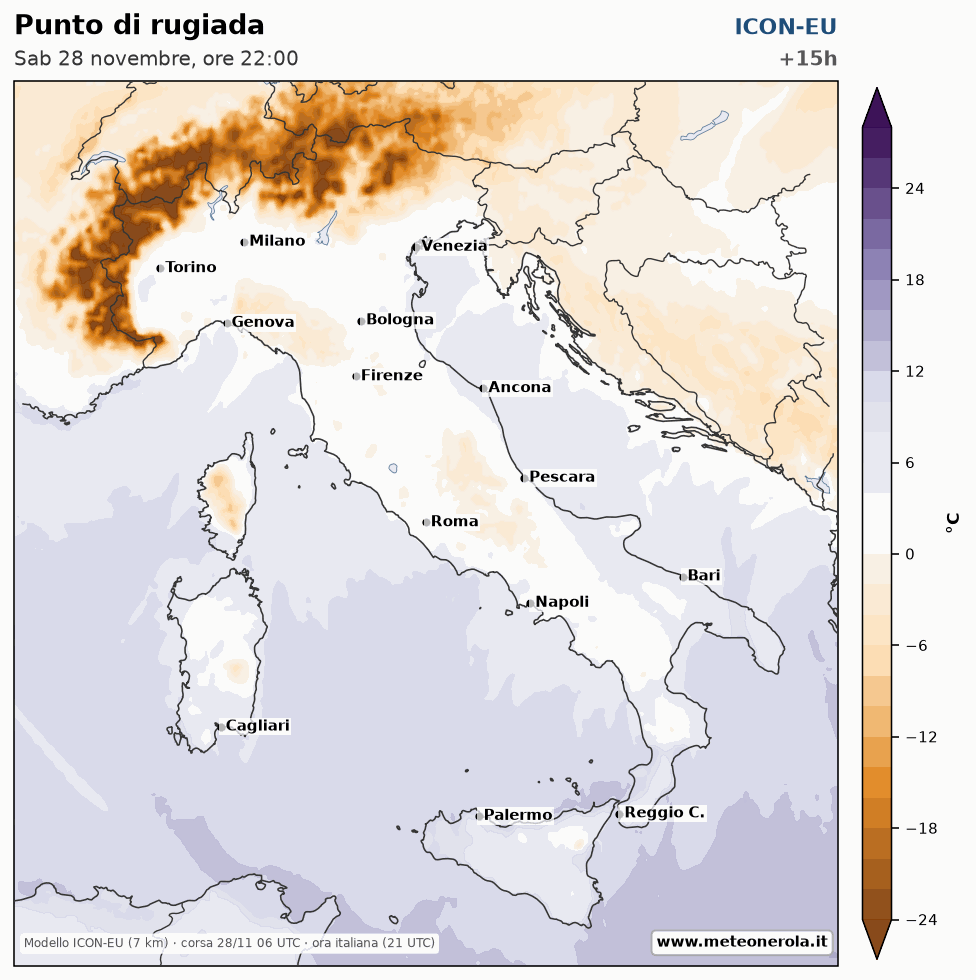 Punto di rugiada
ICON-EU
Sab 28 novembre, ore 22:00
+15h
Milano
Venezia
Torino
Genova
Bologna
Firenze
Ancona
Pescara
Roma
Bari
Napoli
Cagliari
Palermo
Reggio C.
24
18
12
6
0
−6
−12
−18
−24
°C
Modello ICON-EU (7 km) · corsa 28/11 06 UTC · ora italiana (21 UTC)
www.meteonerola.it